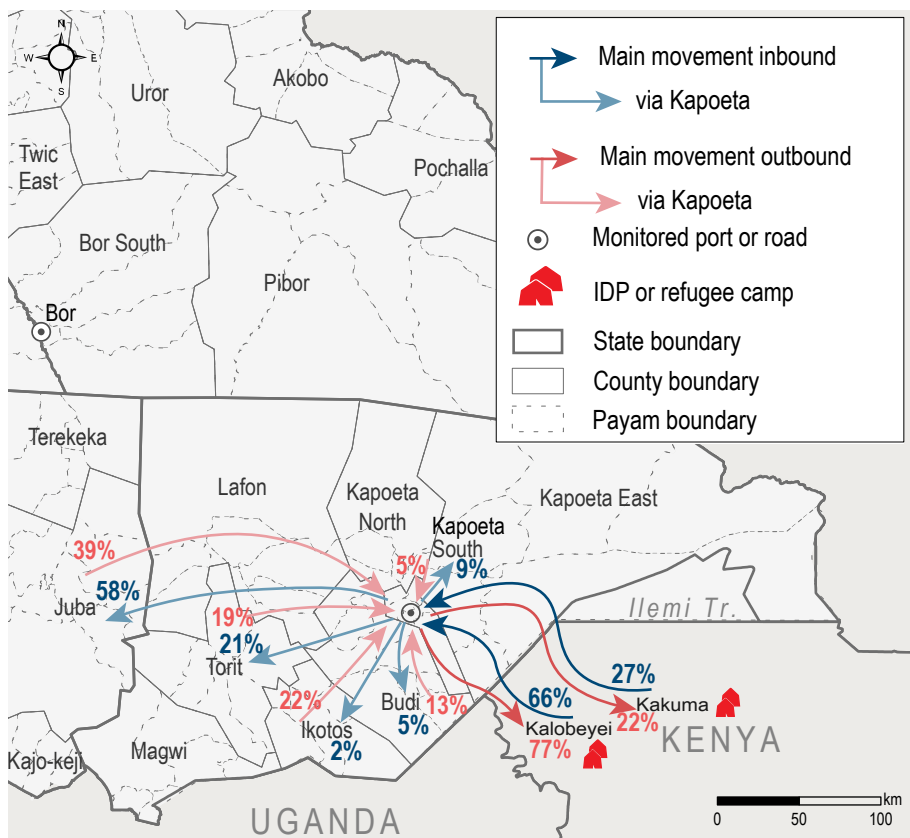 N
W E
S
Uror
Akobo
Twic
East
Pochalla
Bor South
Pibor
Bor
Main movement inbound
via Kapoeta
Main movement outbound
via Kapoeta
Monitored port or road
IDP or refugee camp
State boundary
County boundary
Payam boundary
Terekeka
Lafon
Kapoeta
North
Kapoeta East
Kapoeta
South
39%
5%
9%
58%
Juba
Ilemi Tr.
19%
21%
Torit
27%
Kakuma
22%
22%
Budi
13%
66%
Ikotos
5%
Kalobeyei
2%
77%
KENYA
Magwi
Kajo-keji
UGANDA
km
0 50 100